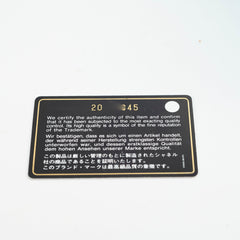 20 45
We certify the authenticity of this item and confirm
that it has been subjected to the most exacting quality
control. Its high quality is a symbol of the fine reputation
of the Trademark.
Wir bestätigen, dass es sich um einen Artikel handelt,
der während seiner Herstellung strengsten Kontrollen
unterworfen war, und dessen erstklassige Qualität
dem hohen Ansehen unserer Marke entspricht.
この製品は厳しい管理のもとに製造されたシャネル
社の商品であることを証明いたします。
このブランド・マークは最高級品質の象徴です。